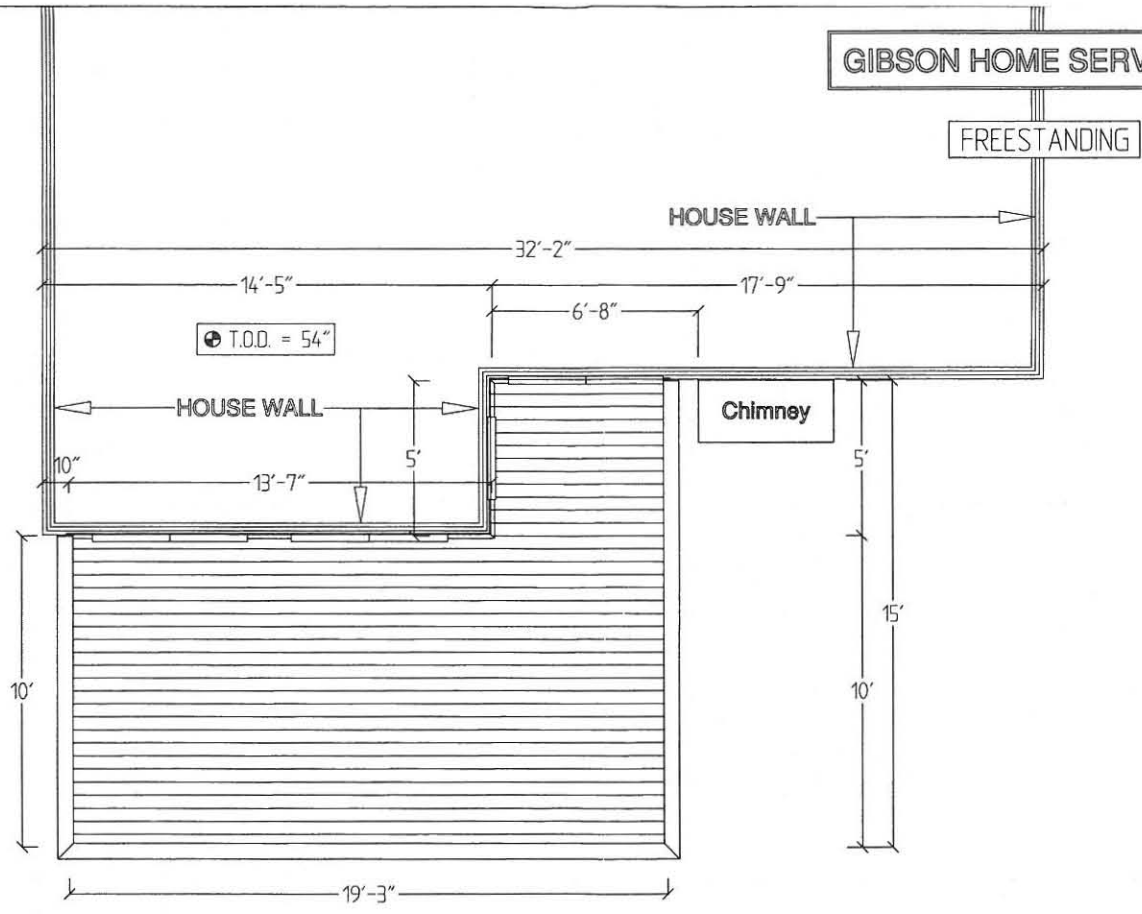 GIBSON HOME SERV
FREESTANDING
HOUSE WALL
32'-2"
14'-5"
17'-9"
6'-8"
T.O.D. = 54"
HOUSE WALL
Chimney
10"
13'-7"
5'
5'
15'
10'
10'
19'-3"